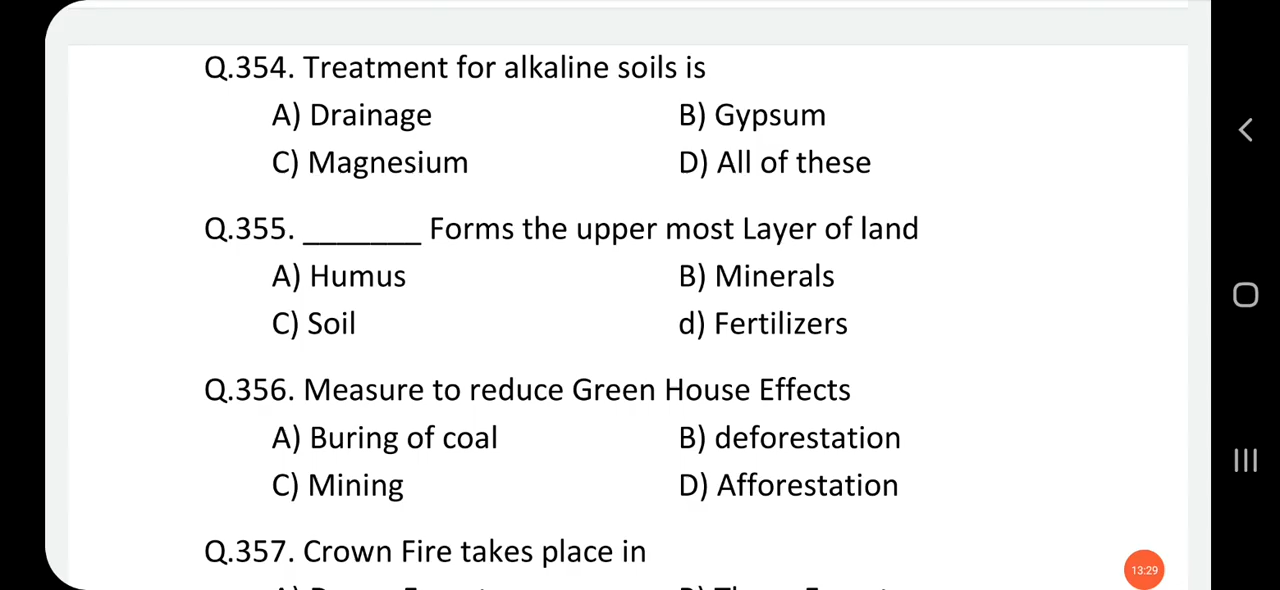 Q.354. Treatment for alkaline soils is
A) Drainage B) Gypsum
C) Magnesium D) All of these
Q.355. _______ Forms the upper most Layer of land
A) Humus B) Minerals
C) Soil d) Fertilizers
Q.356. Measure to reduce Green House Effects
A) Buring of coal B) deforestation
C) Mining D) Afforestation
Q.357. Crown Fire takes place in
13:29